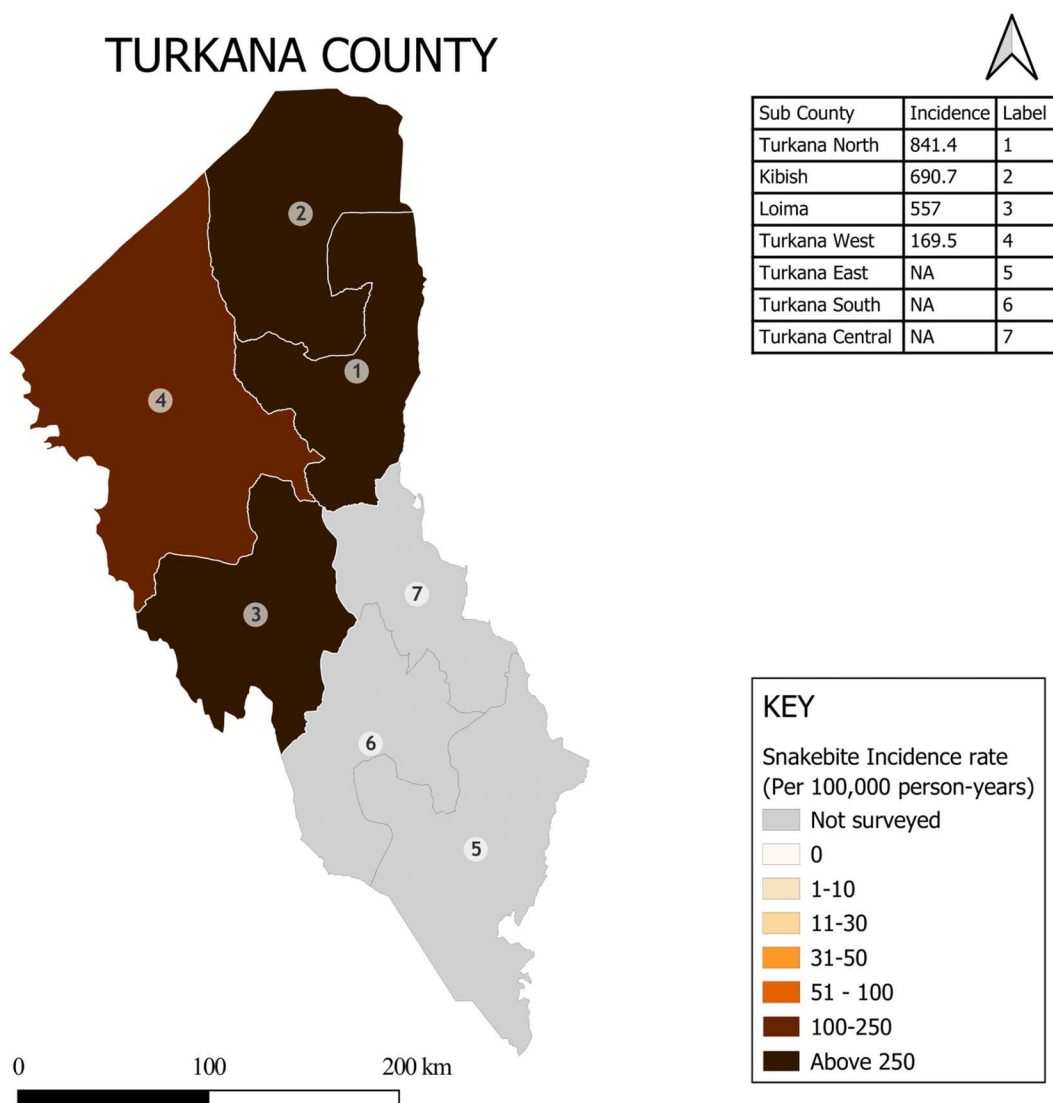 TURKANA COUNTY
Sub County Incidence Label
Turkana North 841.4 1
Kibish 690.7 2
Loima 557 3
Turkana West 169.5 4
Turkana East NA 5
Turkana South NA 6
Turkana Central NA 7
2
1
4
7
3
6
5
KEY
Snakebite Incidence rate
(Per 100,000 person-years)
Not surveyed
0
1-10
11-30
31-50
51 - 100
100-250
Above 250
0 100 200 km